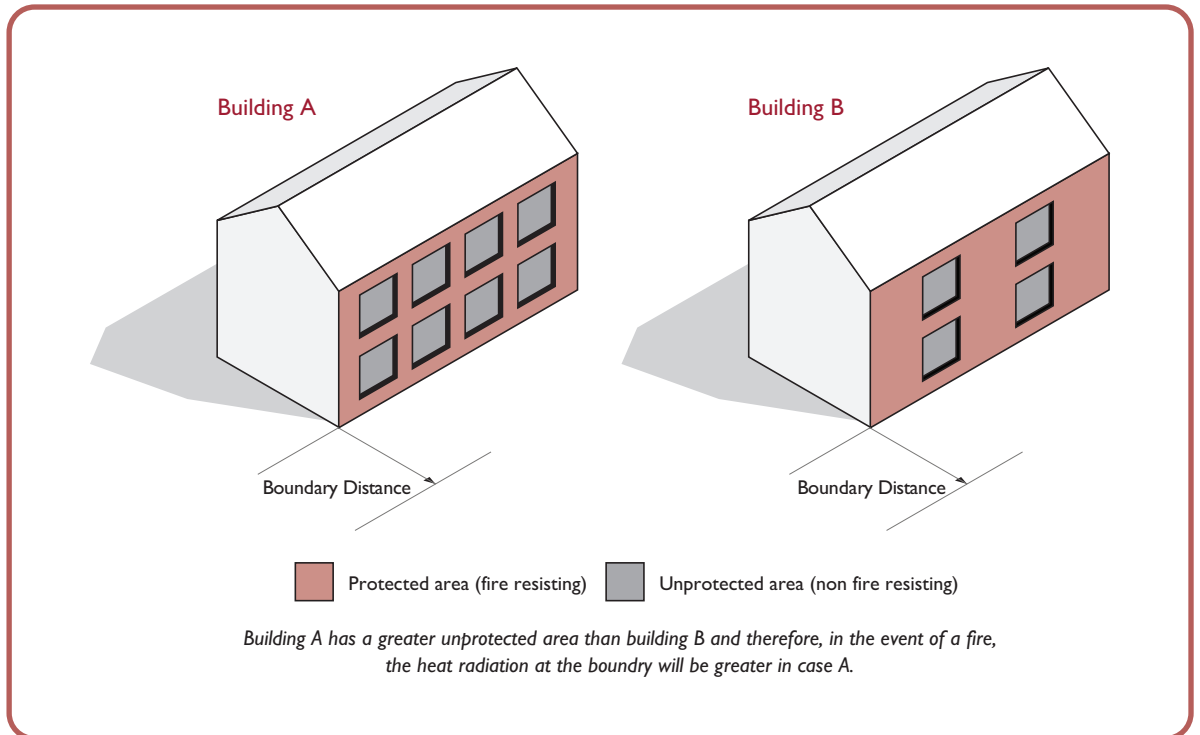 Building A
Building B
Boundary Distance
Boundary Distance
Protected area (fire resisting)
Unprotected area (non fire resisting)
Building A has a greater unprotected area than building B and therefore, in the event of a fire,
the heat radiation at the boundry will be greater in case A.